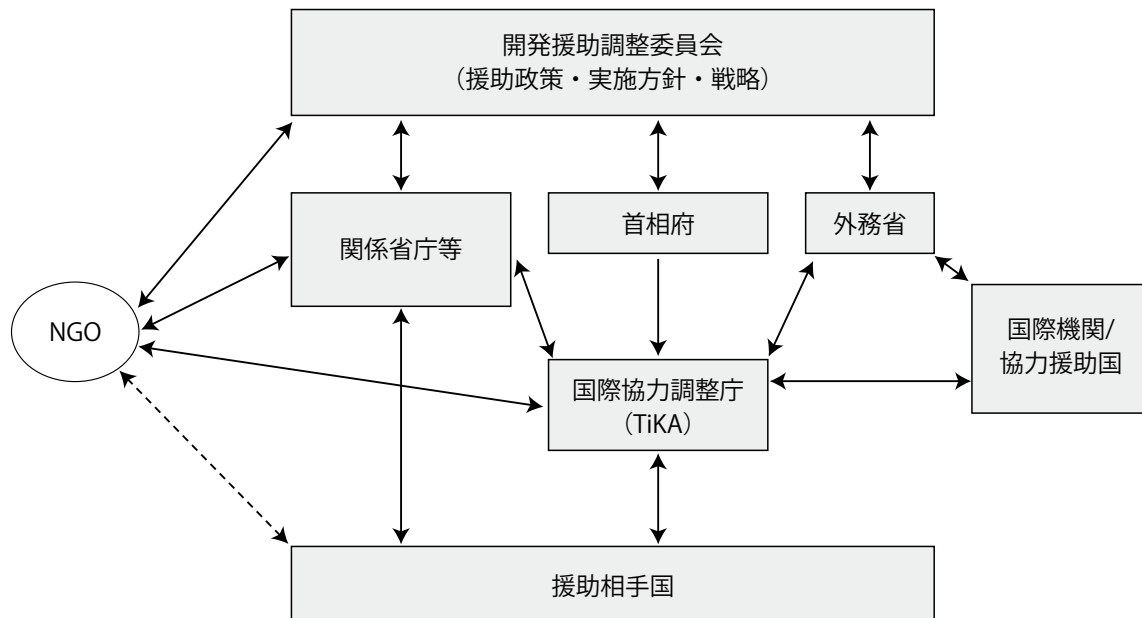 開発援助調整委員会
（援助政策・実施方針・戦略）
関係省庁等
首相府
外務省
NGO
国際機関/
協力援助国
国際協力調整庁
（TiKA）
援助相手国